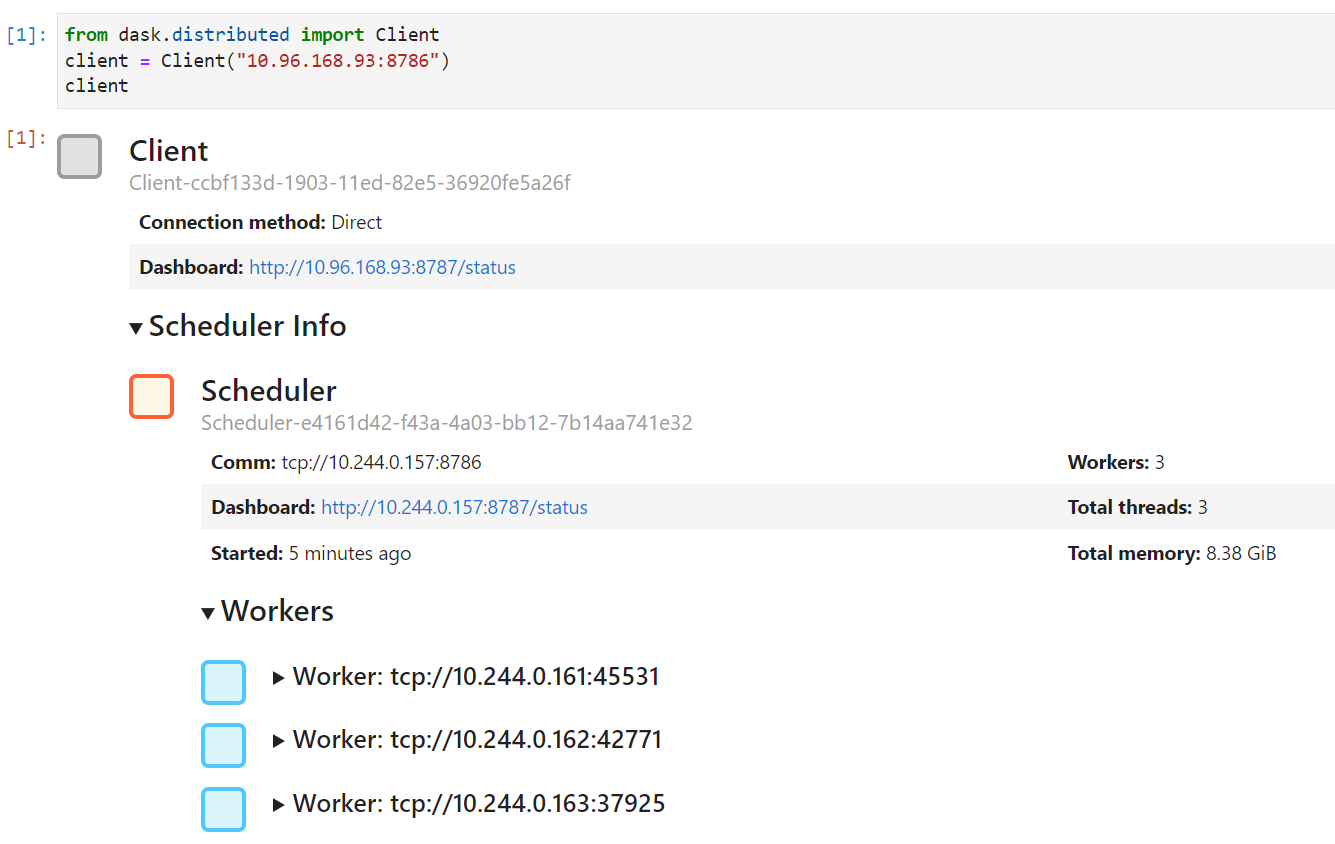 [1]: from dask.distributed import Client
client = Client("10.96.168.93:8786")
client
[1]: Client
Client-ccbf133d-1903-11ed-82e5-36920fe5a26f
Connection method: Direct
Dashboard: http://10.96.168.93:8787/status
Scheduler Info
Scheduler
Scheduler-e4161d42-f43a-4a03-bb12-7b14aa741e32
Comm: tcp://10.244.0.157:8786 Workers: 3
Dashboard: http://10.244.0.157:8787/status Total threads: 3
Started: 5 minutes ago Total memory: 8.38 GiB
Workers
Worker: tcp://10.244.0.161:45531
Worker: tcp://10.244.0.162:42771
Worker: tcp://10.244.0.163:37925